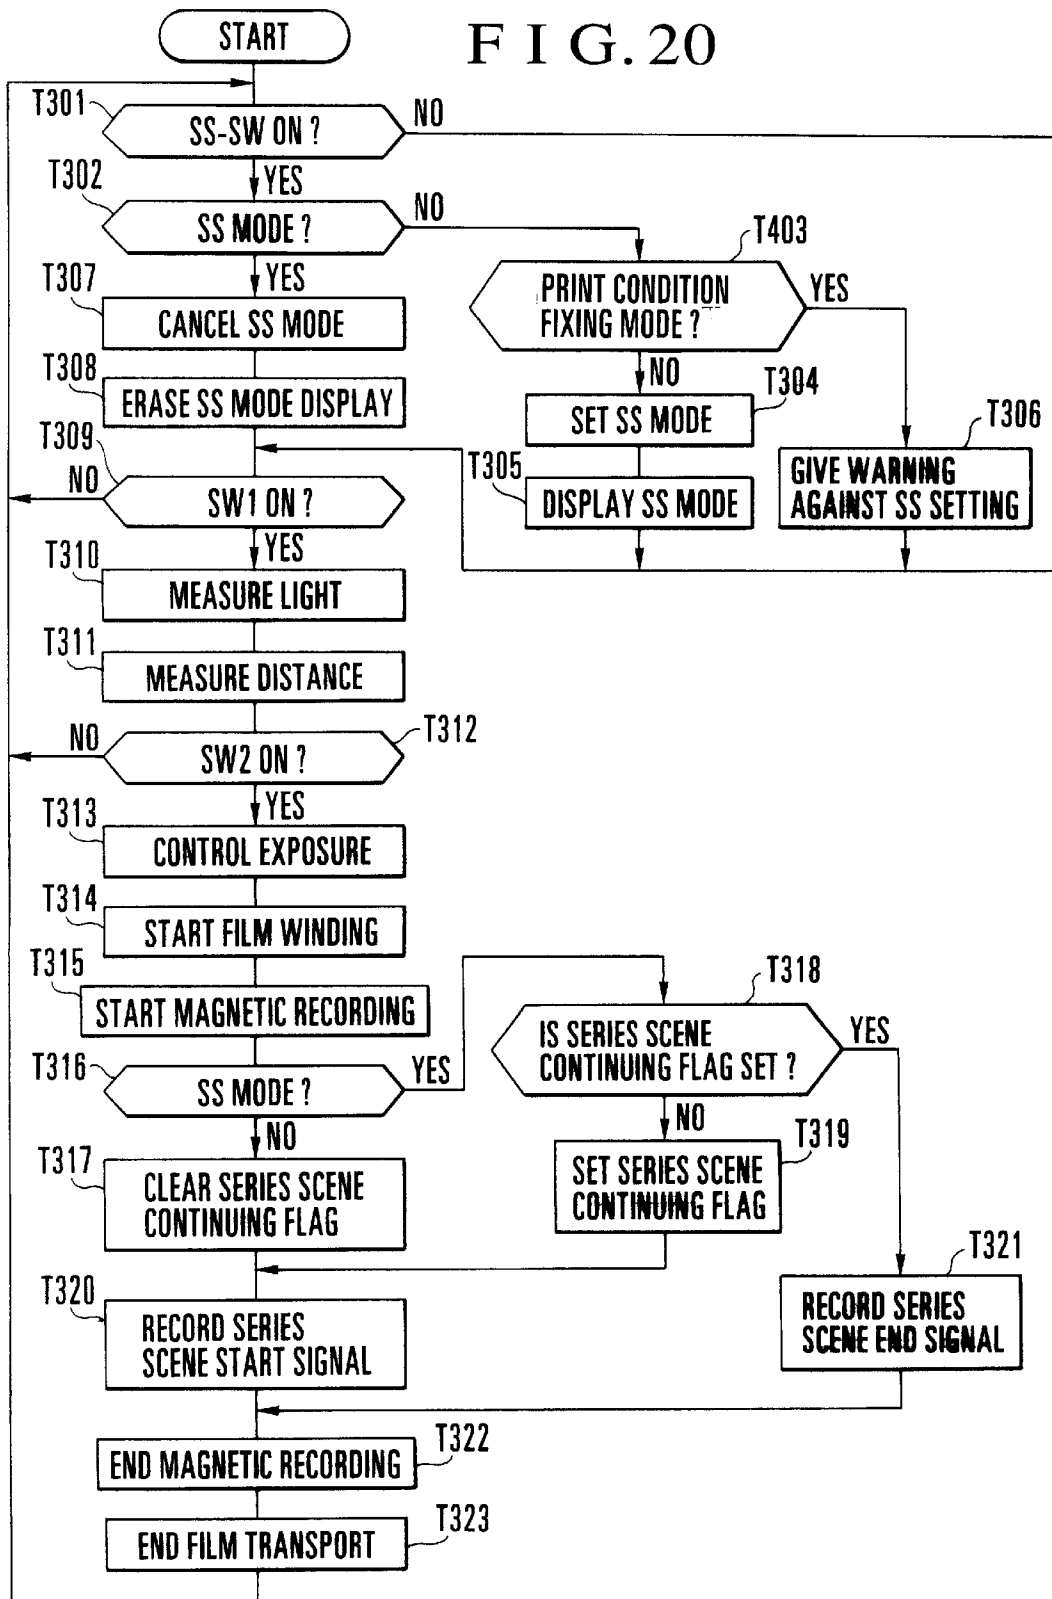 START
F I G. 20
T301
SS-SW ON ?
NO
YES
T302
SS MODE ?
NO
YES
T403
PRINT CONDITION
FIXING MODE ?
YES
NO
T307
CANCEL SS MODE
T308
ERASE SS MODE DISPLAY
T304
SET SS MODE
T305
DISPLAY SS MODE
T306
GIVE WARNING
AGAINST SS SETTING
T309
NO
SW1 ON ?
YES
T310
MEASURE LIGHT
T311
MEASURE DISTANCE
T312
NO
SW2 ON ?
YES
T313
CONTROL EXPOSURE
T314
START FILM WINDING
T315
START MAGNETIC RECORDING
T316
SS MODE ?
YES
NO
T318
IS SERIES SCENE
CONTINUING FLAG SET ?
YES
NO
T317
CLEAR SERIES SCENE
CONTINUING FLAG
T319
SET SERIES SCENE
CONTINUING FLAG
T320
RECORD SERIES
SCENE START SIGNAL
T321
RECORD SERIES
SCENE END SIGNAL
T322
END MAGNETIC RECORDING
T323
END FILM TRANSPORT